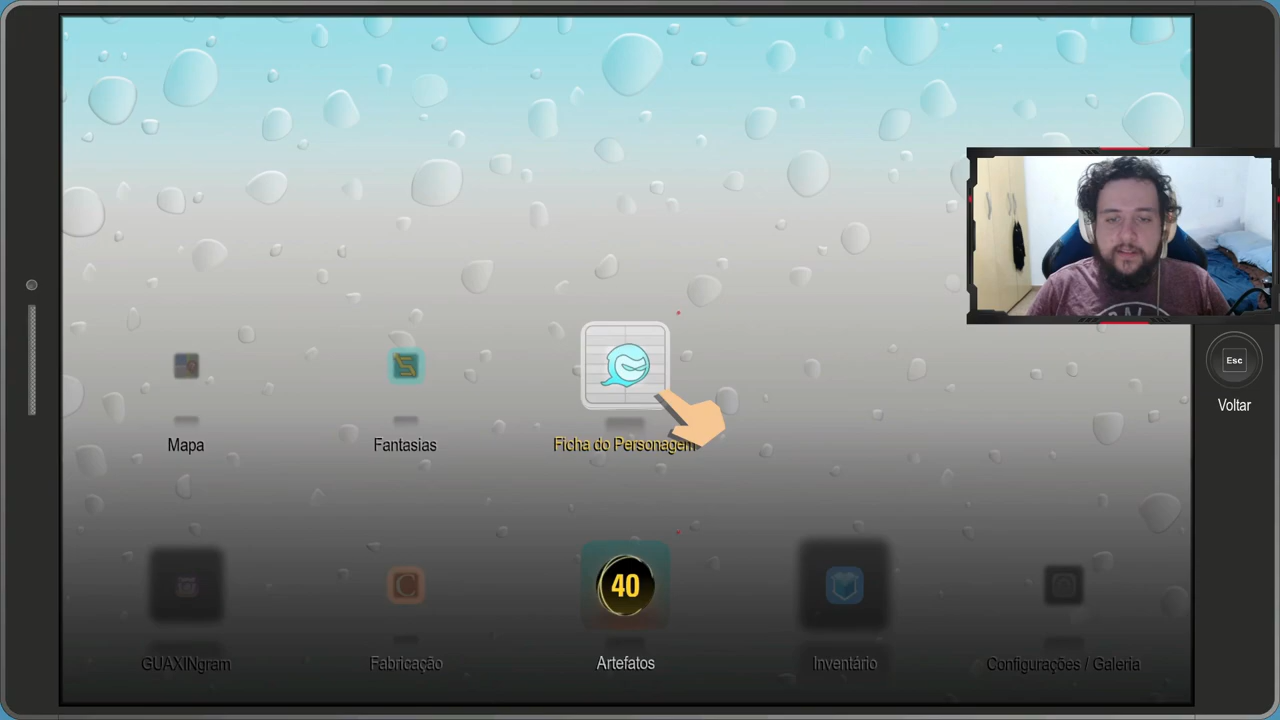 Esc
Voltar
Mapa
Fantasias
Ficha do Personagem
40
GUAXINgram
Fabricação
Artefatos
Inventário
Configurações / Galeria